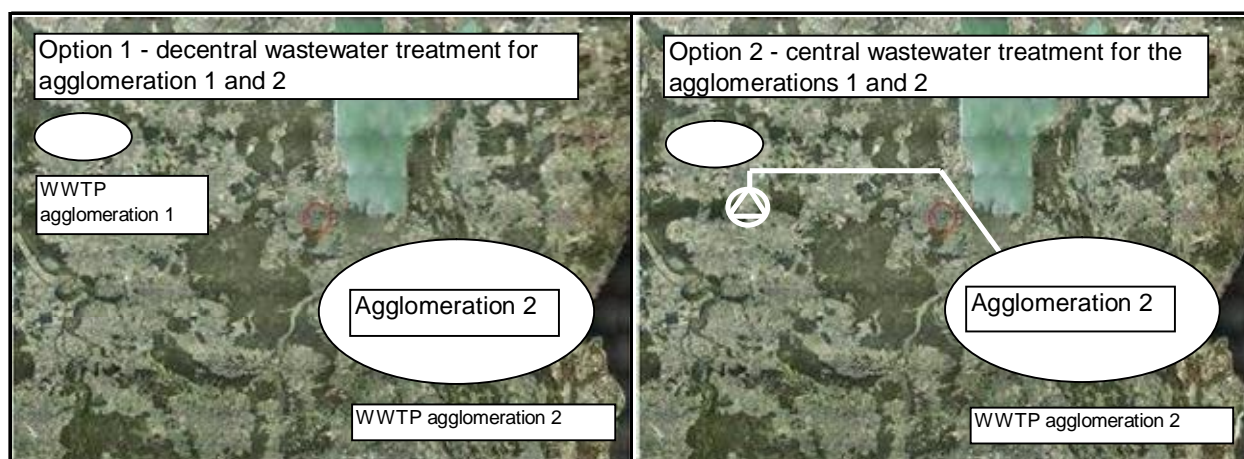 Option 1 - decentral wastewater treatment for
agglomeration 1 and 2
WWTP
agglomeration 1
Agglomeration 2
WWTP agglomeration 2
Option 2 - central wastewater treatment for the
agglomerations 1 and 2
Agglomeration 2
WWTP agglomeration 2